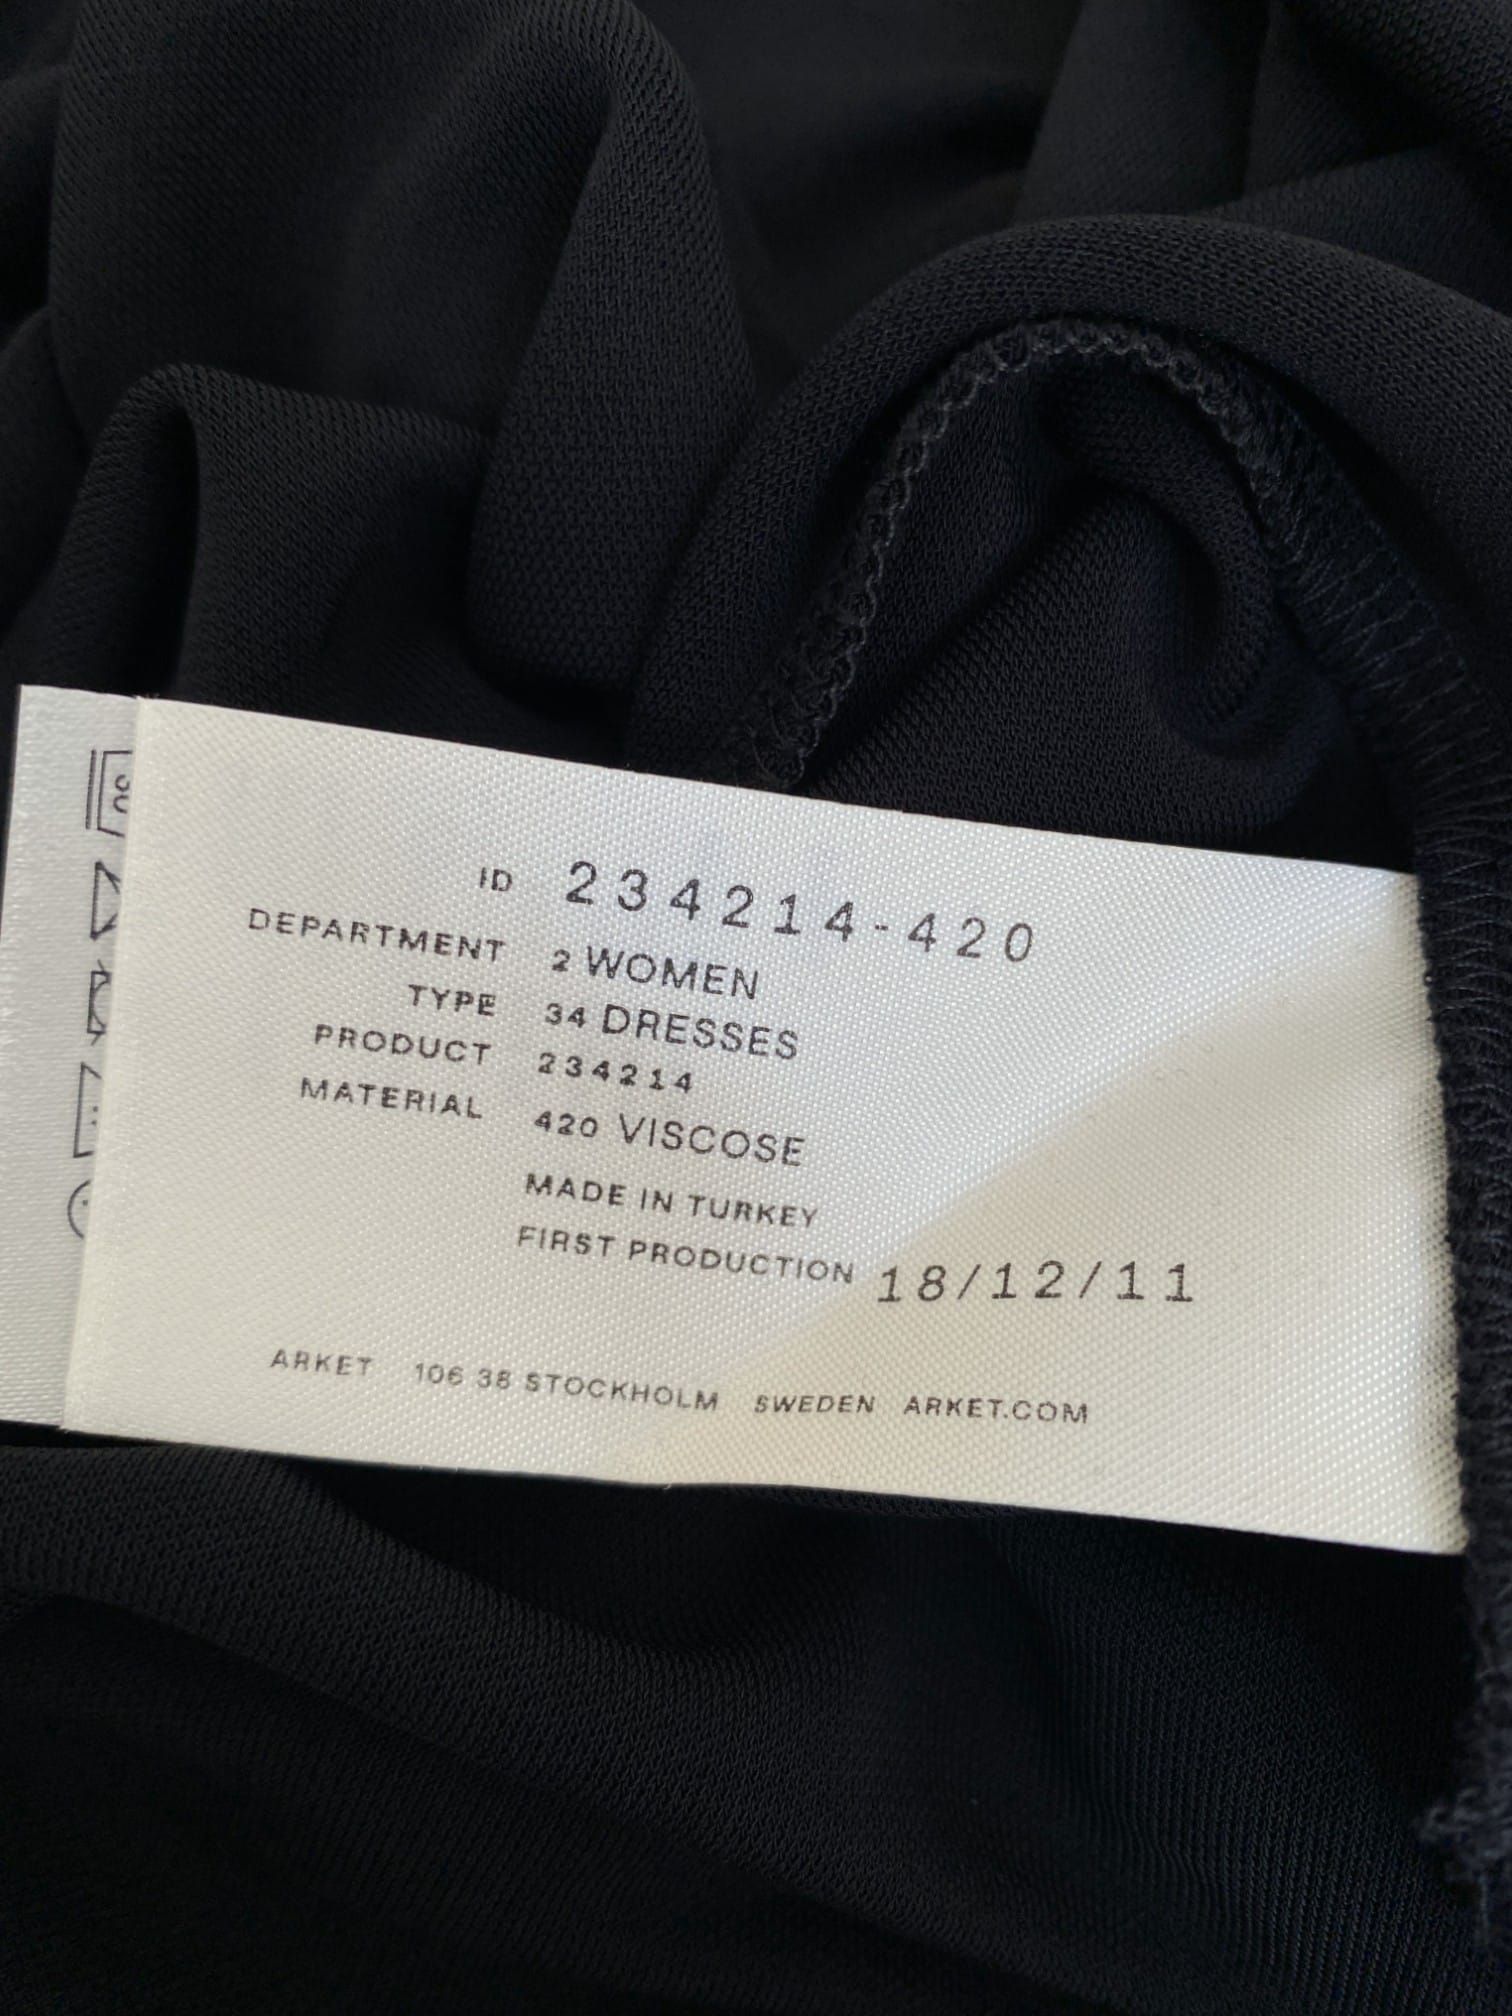 ID 234214-420
DEPARTMENT 2 WOMEN
TYPE 34 DRESSES
PRODUCT 234214
MATERIAL 420 VISCOSE
MADE IN TURKEY
FIRST PRODUCTION 18/12/11
ARKET 106 38 STOCKHOLM SWEDEN ARKET.COM